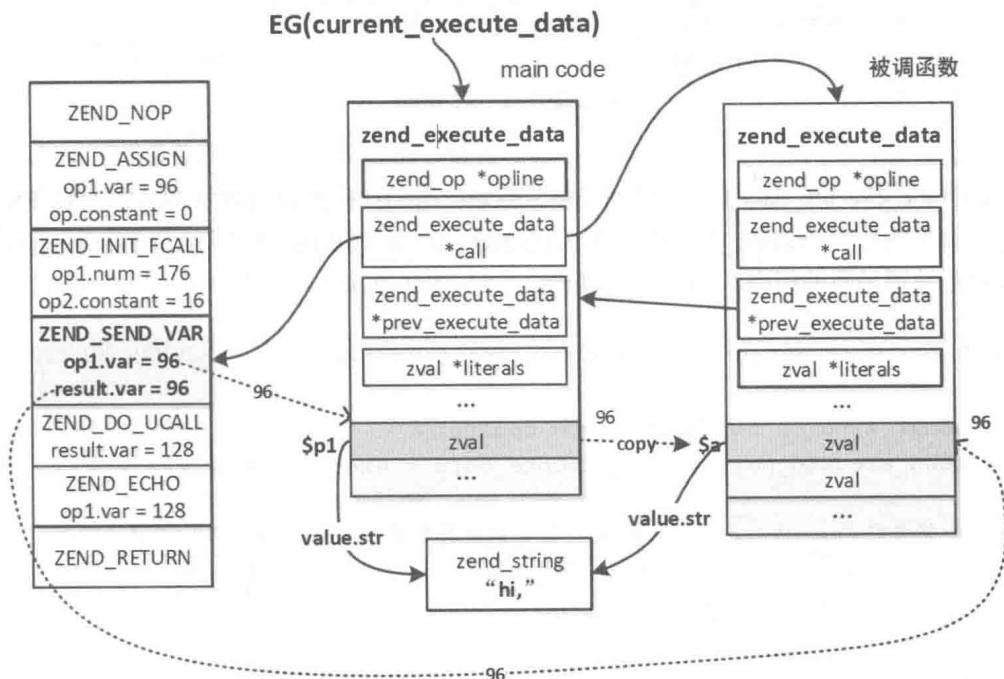 EG(current_execute_data)
main code
被调函数
ZEND_NOP
ZEND_ASSIGN
op1.var = 96
op.constant = 0
ZEND_INIT_FCALL
op1.num = 176
op2.constant = 16
ZEND_SEND_VAR
op1.var = 96
result.var = 96
ZEND_DO_UCALL
result.var = 128
ZEND_ECHO
op1.var = 128
ZEND_RETURN
zend_execute_data
zend_op *opline
zend_execute_data
*call
zend_execute_data
*prev_execute_data
zval *literals
...
$p1
zval
...
zend_execute_data
zend_op *opline
zend_execute_data
*call
zend_execute_data
*prev_execute_data
zval *literals
...
$a
zval
zval
...
96
96
copy
96
value.str
value.str
zend_string
“hi,”
96